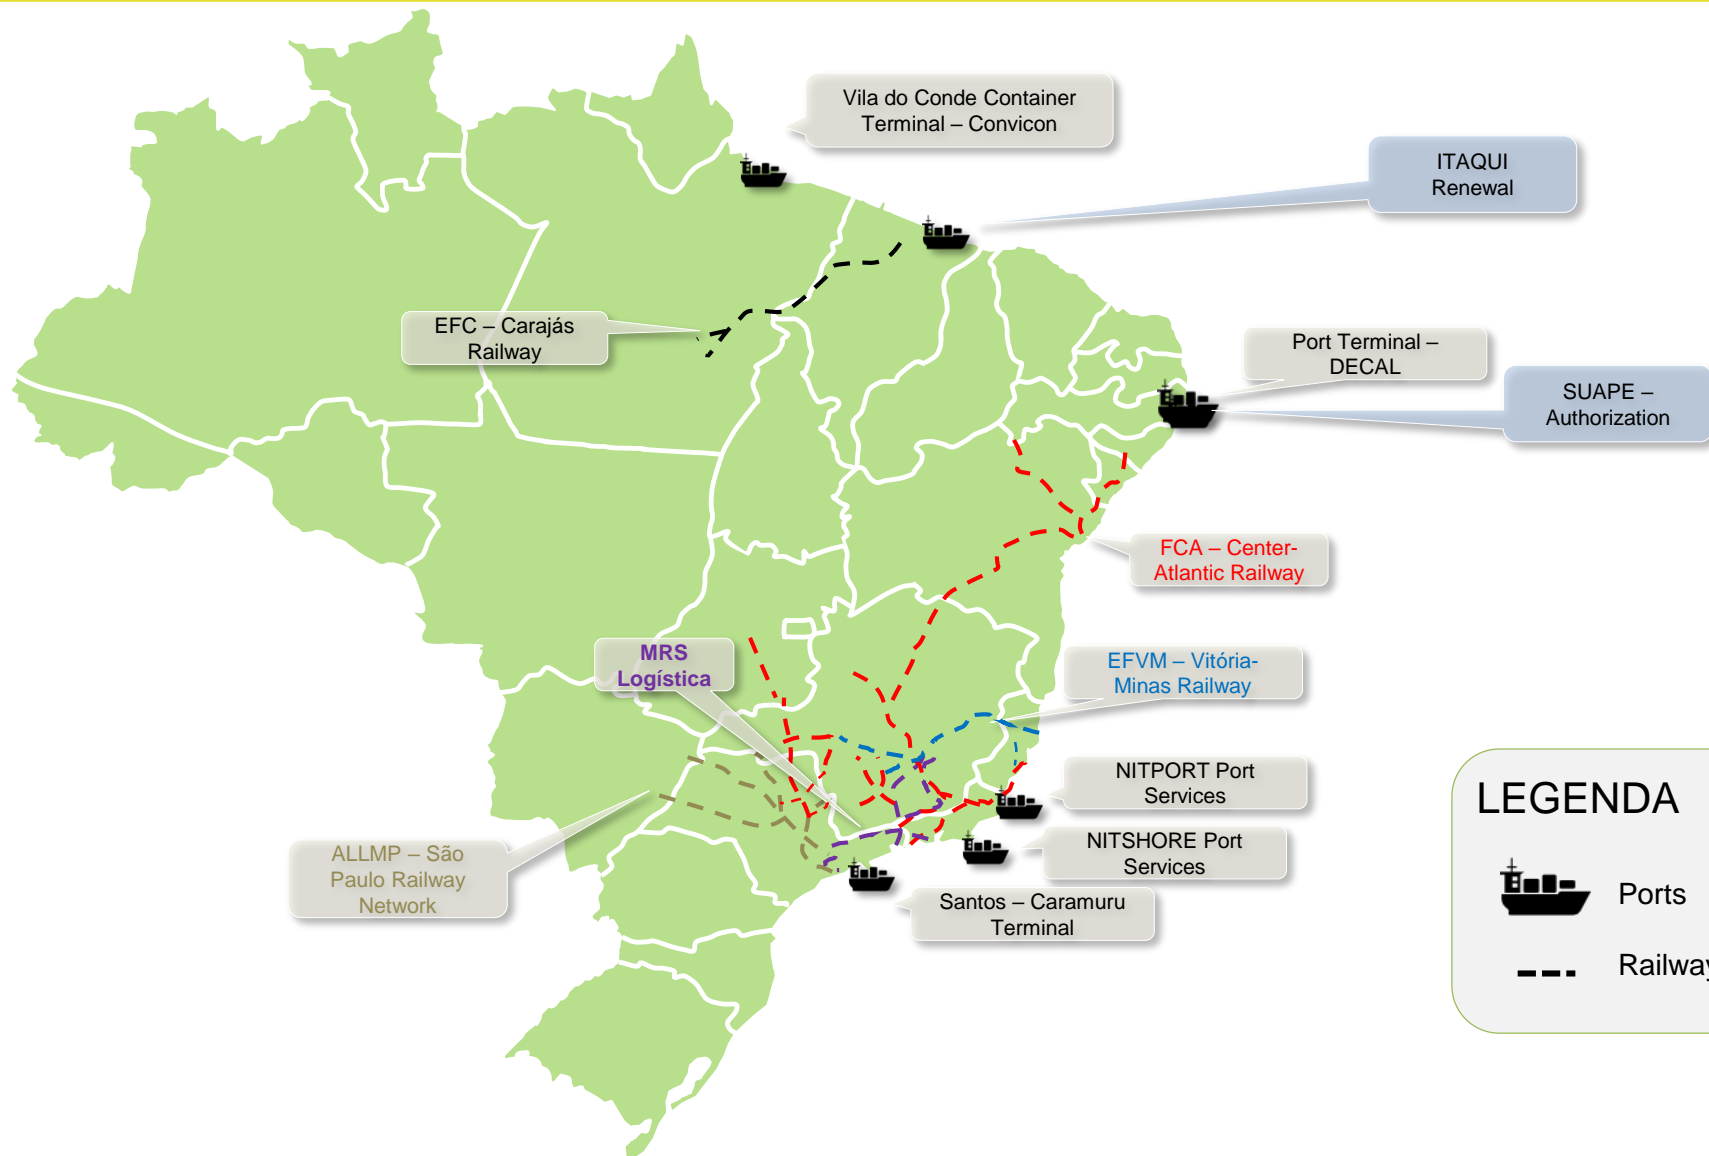 Vila do Conde Container
Terminal – Convicon
ITAQUI
Renewal
EFC – Carajás
Railway
Port Terminal –
DECAL
SUAPE –
Authorization
FCA – Center-
Atlantic Railway
MRS
Logística
EFVM – Vitória-
Minas Railway
NITPORT Port
Services
LEGENDA
NITSHORE Port
Services
ALLMP – São
Paulo Railway
Network
Santos – Caramuru
Terminal
Ports
Railway